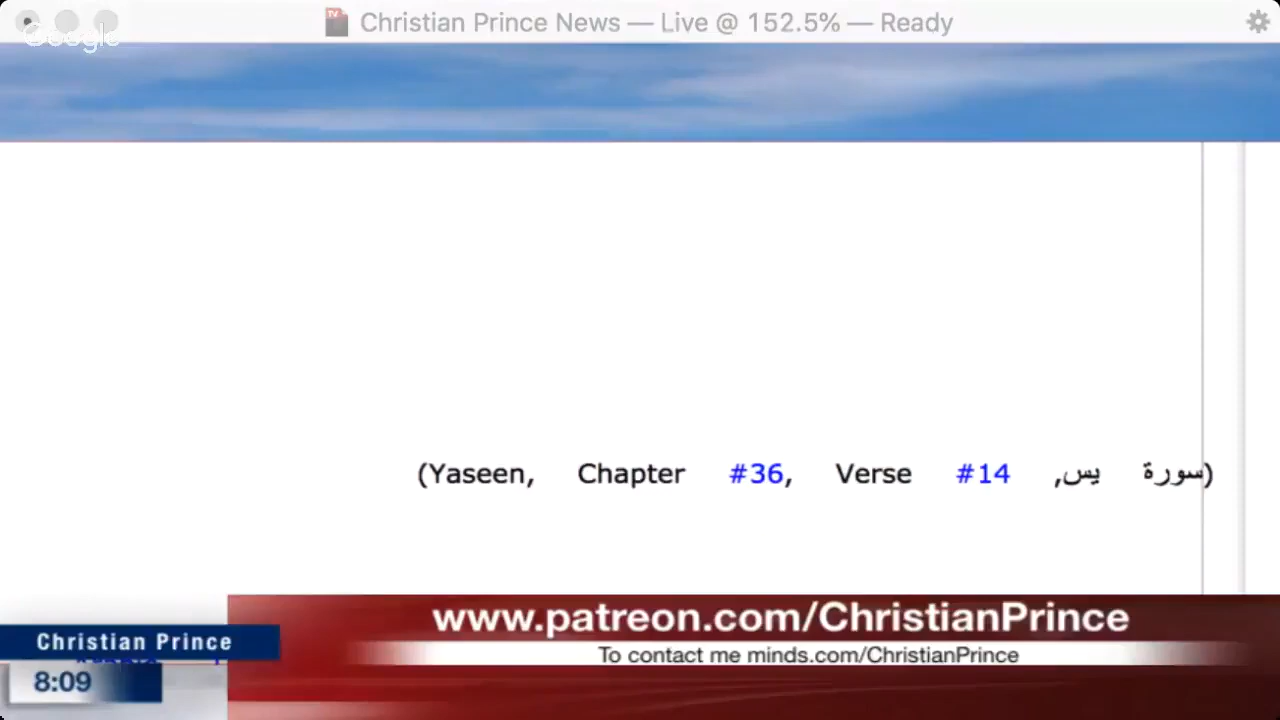 Christian Prince News — Live @ 152.5% — Ready
Google
(Yaseen, Chapter #36, Verse #14 سورة يس,)
www.patreon.com/ChristianPrince
To contact me minds.com/ChristianPrince
Christian Prince
8:09